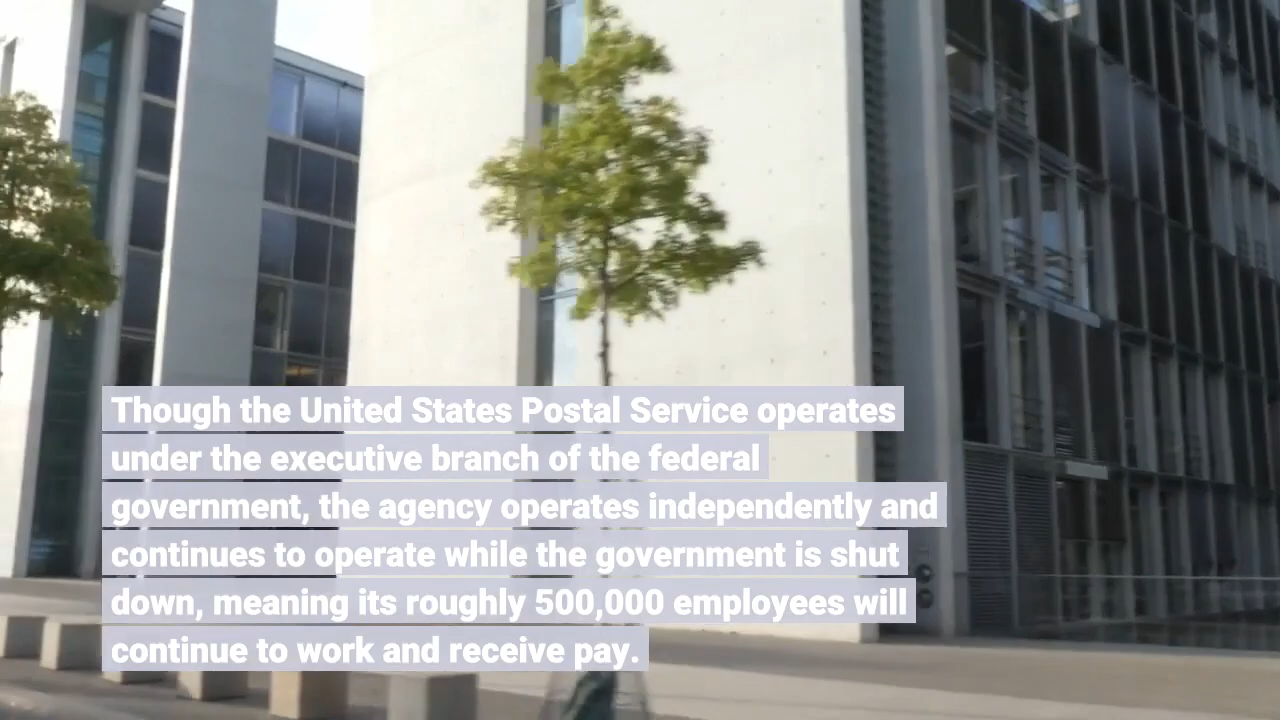 Though the United States Postal Service operates
under the executive branch of the federal
government, the agency operates independently and
continues to operate while the government is shut
down, meaning its roughly 500,000 employees will
continue to work and receive pay.